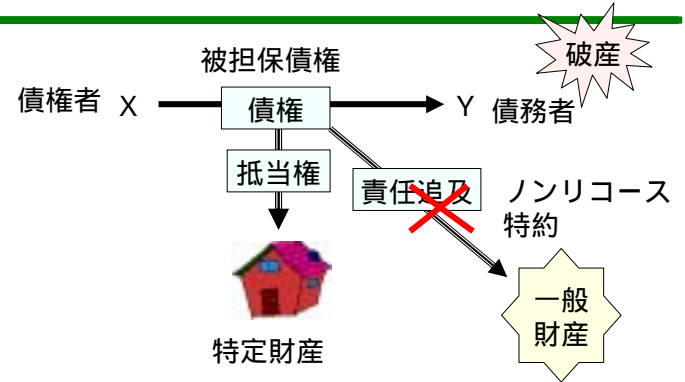 破産
被担保債権
債権者 X
債権
Y 債務者
抵当権
責任追及
ノンリコース
特約
一般
財産
特定財産